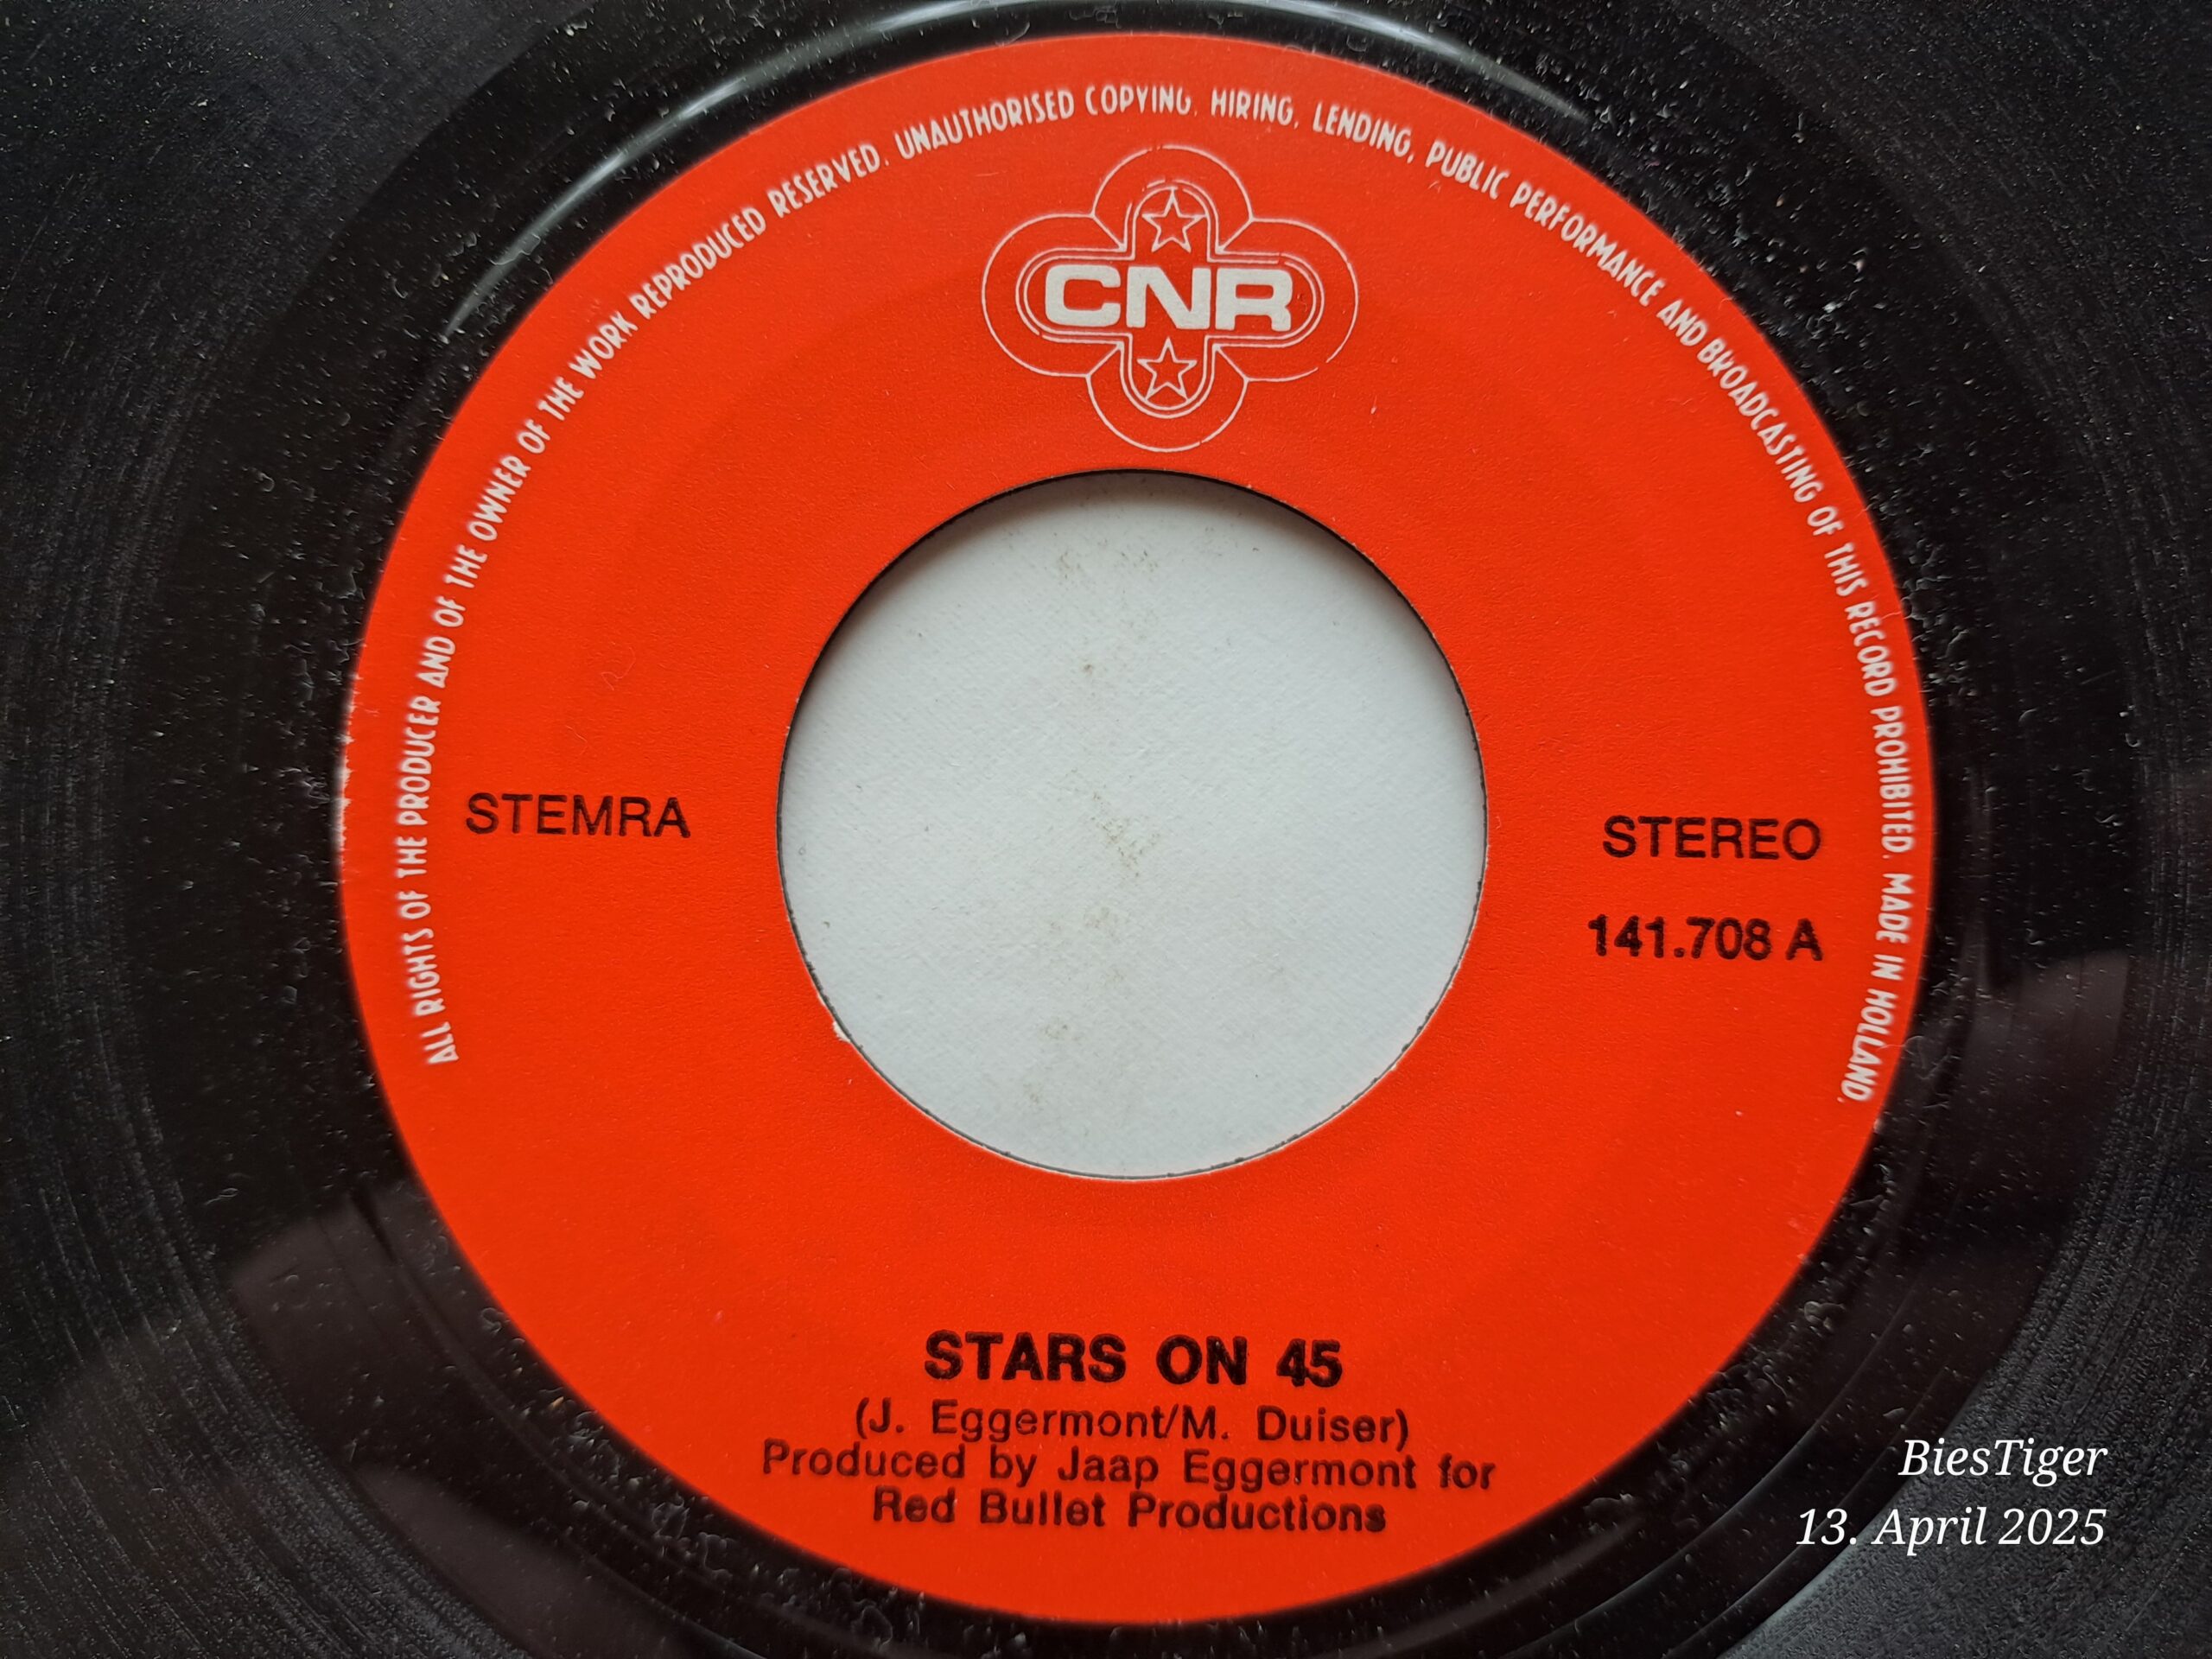 ALL RIGHTS OF THE PRODUCER AND OF THE OWNER OF THE WORK REPRODUCED RESERVED. UNAUTHORISED COPYING, HIRING, LENDING, PUBLIC PERFORMANCE AND BROADCASTING OF THIS RECORD PROHIBITED. MADE IN HOLLAND.
CNR
STEMRA
STEREO
141.708 A
STARS ON 45
(J. Eggermont/M. Duiser)
Produced by Jaap Eggermont for
Red Bullet Productions
BiesTiger
13. April 2025